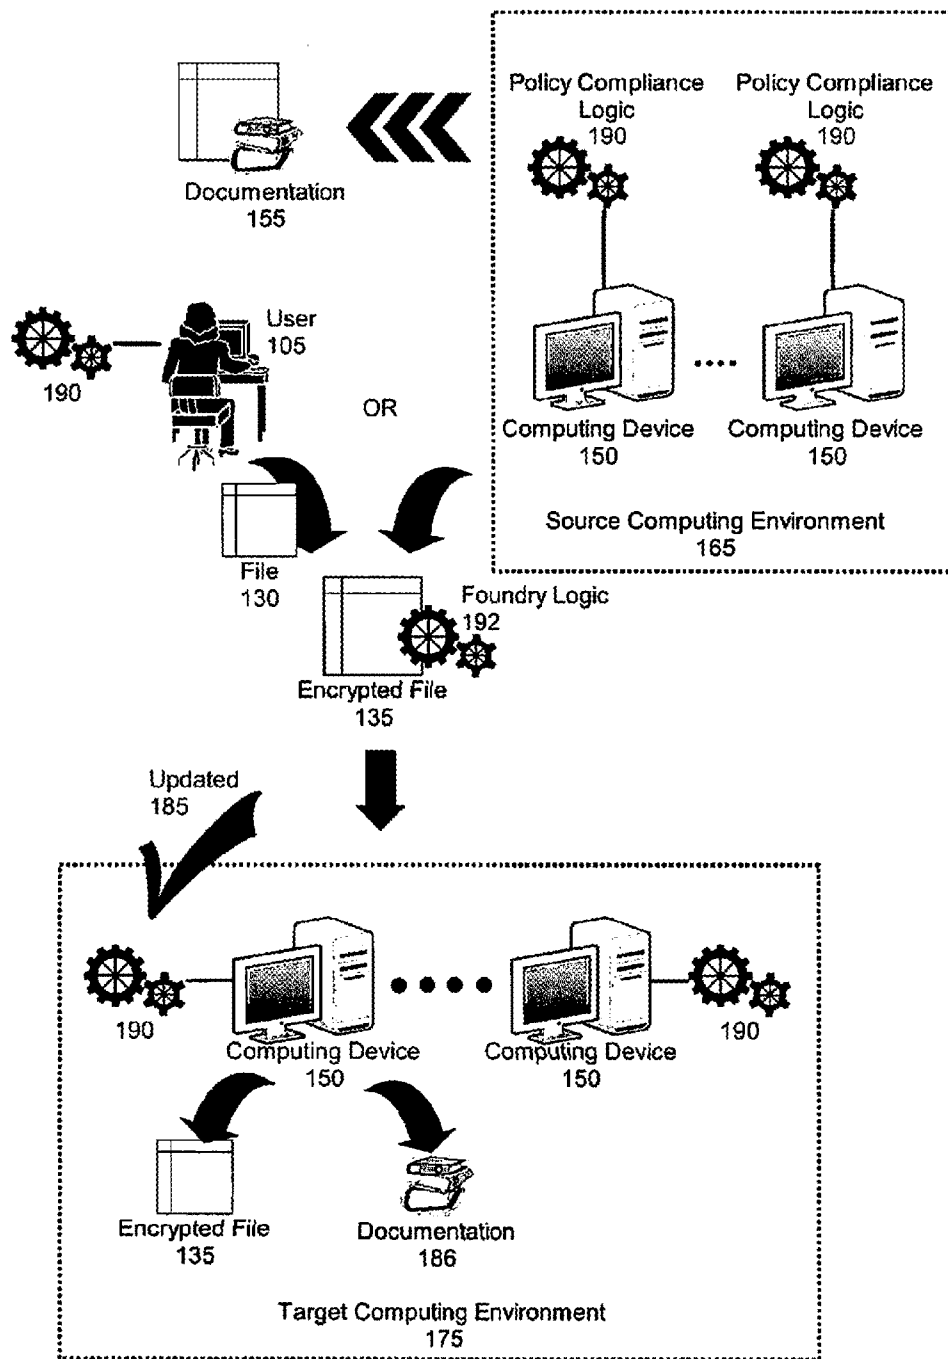 Policy Compliance
Logic
190
Policy Compliance
Logic
190
Documentation
155
User
105
190
OR
Computing Device
150
Computing Device
150
Source Computing Environment
165
File
130
Foundry Logic
192
Encrypted File
135
Updated
185
190
Computing Device
150
Computing Device
150
190
Encrypted File
135
Documentation
186
Target Computing Environment
175